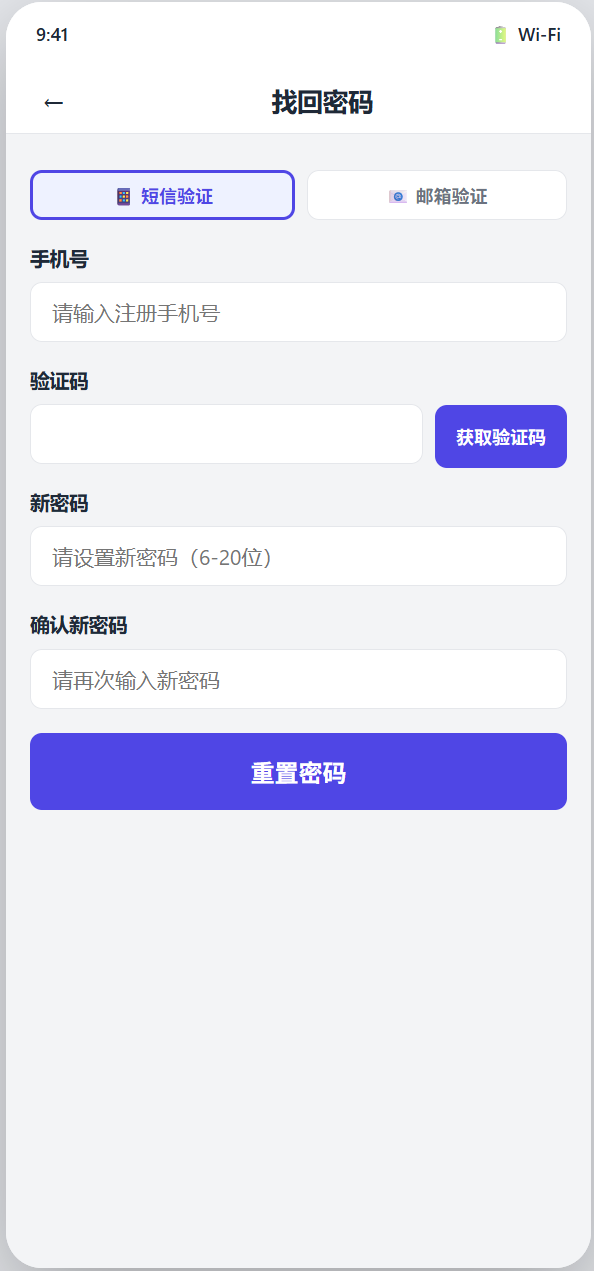 9:41 Wi-Fi
← 找回密码
短信验证 邮箱验证
手机号
请输入注册手机号
验证码
获取验证码
新密码
请设置新密码（6-20位）
确认新密码
请再次输入新密码
重置密码